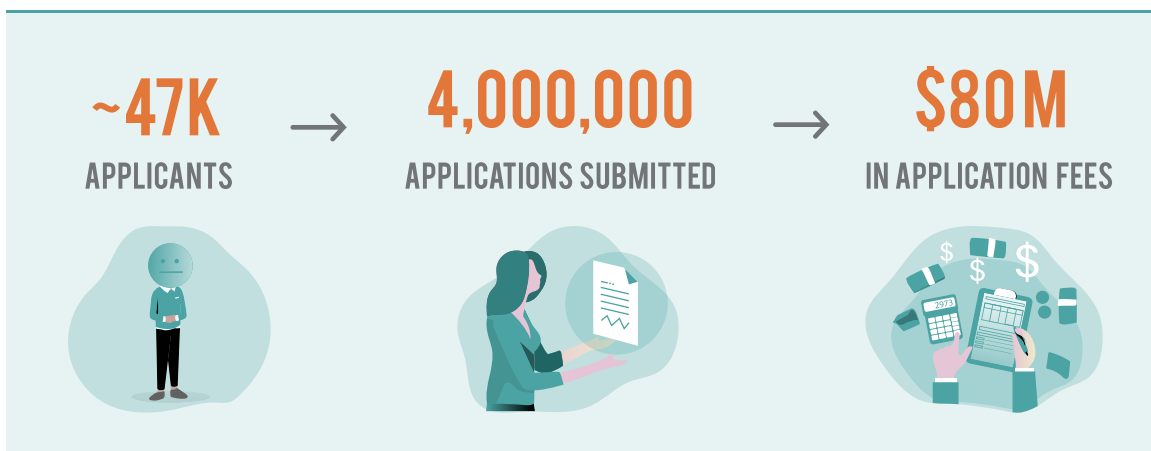 ~47K
APPLICANTS
4,000,000
APPLICATIONS SUBMITTED
$80M
IN APPLICATION FEES
$
$
$
2973